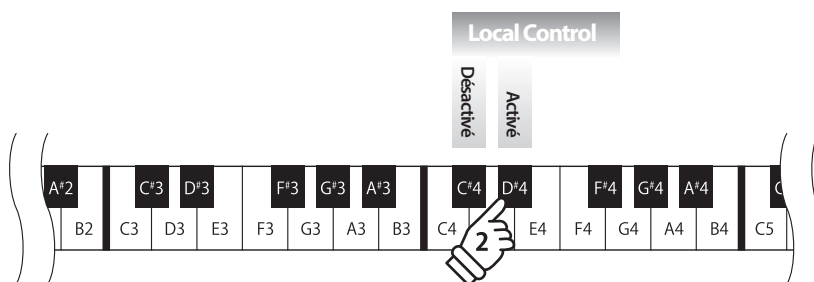 Local Control
Désactivé
Activé
A#2 C#3 D#3 F#3 G#3 A#3 C#4 D#4 F#4 G#4 A#4 C
B2 C3 D3 E3 F3 G3 A3 B3 C4 E4 F4 G4 A4 B4 C5
2